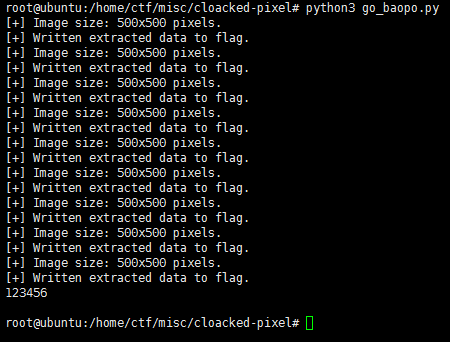 root@ubuntu:/home/ctf/misc/cloacked-pixel# python3 go_baopo.py
[+] Image size: 500x500 pixels.
[+] Written extracted data to flag.
[+] Image size: 500x500 pixels.
[+] Written extracted data to flag.
[+] Image size: 500x500 pixels.
[+] Written extracted data to flag.
[+] Image size: 500x500 pixels.
[+] Written extracted data to flag.
[+] Image size: 500x500 pixels.
[+] Written extracted data to flag.
[+] Image size: 500x500 pixels.
[+] Written extracted data to flag.
[+] Image size: 500x500 pixels.
[+] Written extracted data to flag.
[+] Image size: 500x500 pixels.
[+] Written extracted data to flag.
[+] Image size: 500x500 pixels.
[+] Written extracted data to flag.
123456
root@ubuntu:/home/ctf/misc/cloacked-pixel#